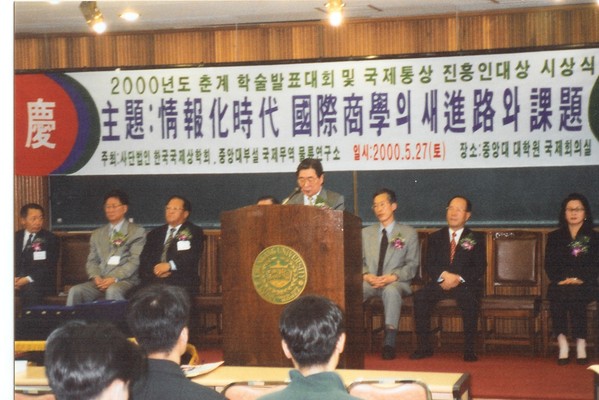 慶
2000년도 춘계 학술발표대회 및 국제통상 진흥인대상 시상식
主題: 情報化時代 國際商學의 새進路와 課題
주최:사단법인 한국국제상학회, 중앙대부설 국제무역 물류연구소 일시:2000.5.27(토) 장소:중앙대 대학원 국제회의실